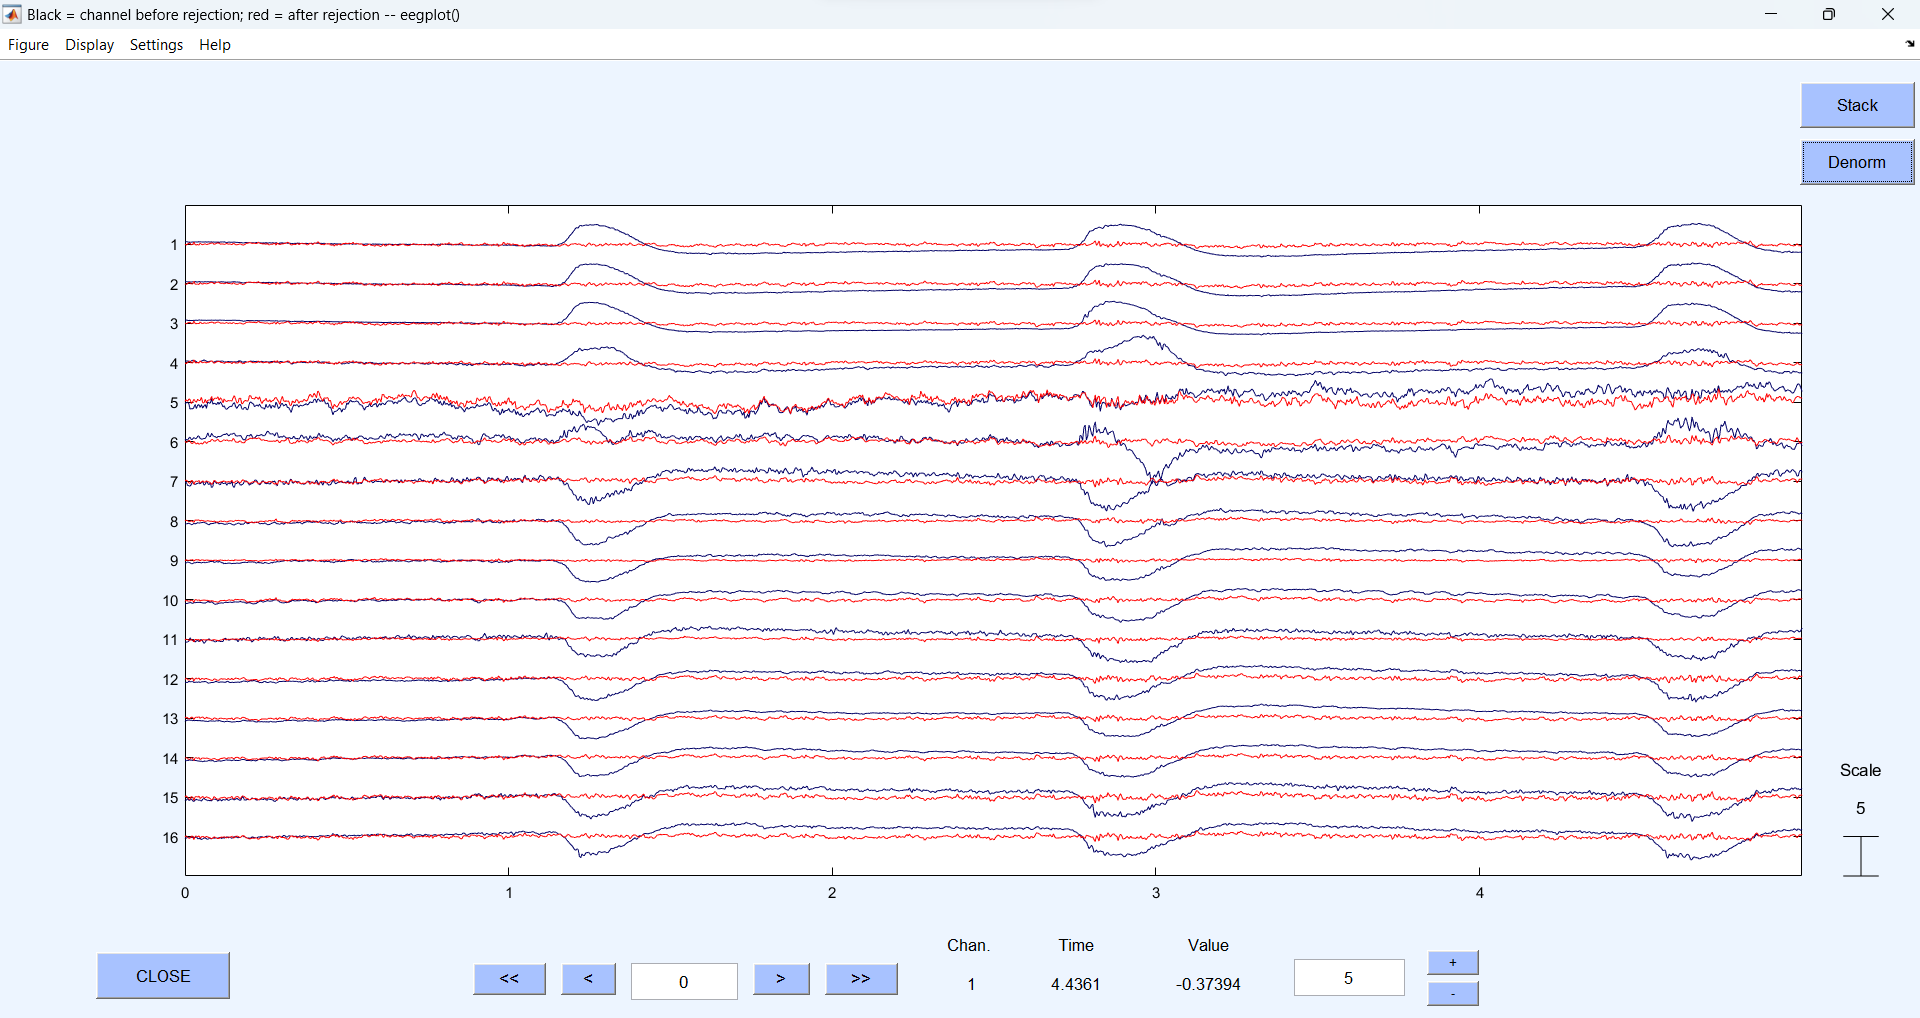 Black = channel before rejection; red = after rejection -- eegplot()
Figure Display Settings Help
Stack
Denorm
1
2
3
4
5
6
7
8
9
10
11
12
13
14
15
16
0 1 2 3 4
Scale
5
Chan. Time Value
CLOSE << < 0 > >> 1 4.4361 -0.37394 5 +
-